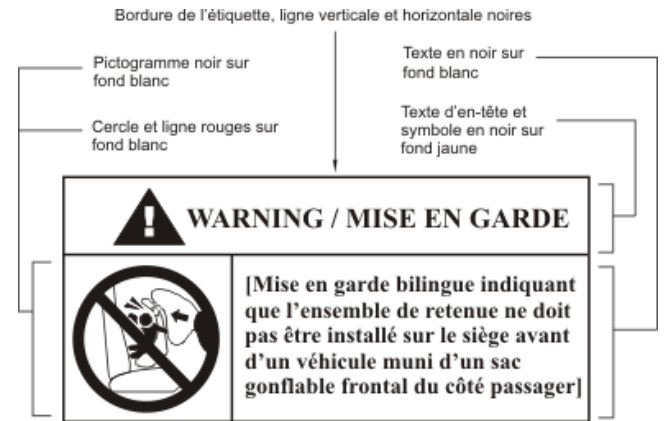 Bordure de l'étiquette, ligne verticale et horizontale noires
Pictogramme noir sur
fond blanc
Texte en noir sur
fond blanc
Cercle et ligne rouges sur
fond blanc
Texte d'en-tête et
symbole en noir sur
fond jaune
! WARNING / MISE EN GARDE
[Mise en garde bilingue indiquant
que l'ensemble de retenue ne doit
pas être installé sur le siège avant
d'un véhicule muni d'un sac
gonflable frontal du côté passager]